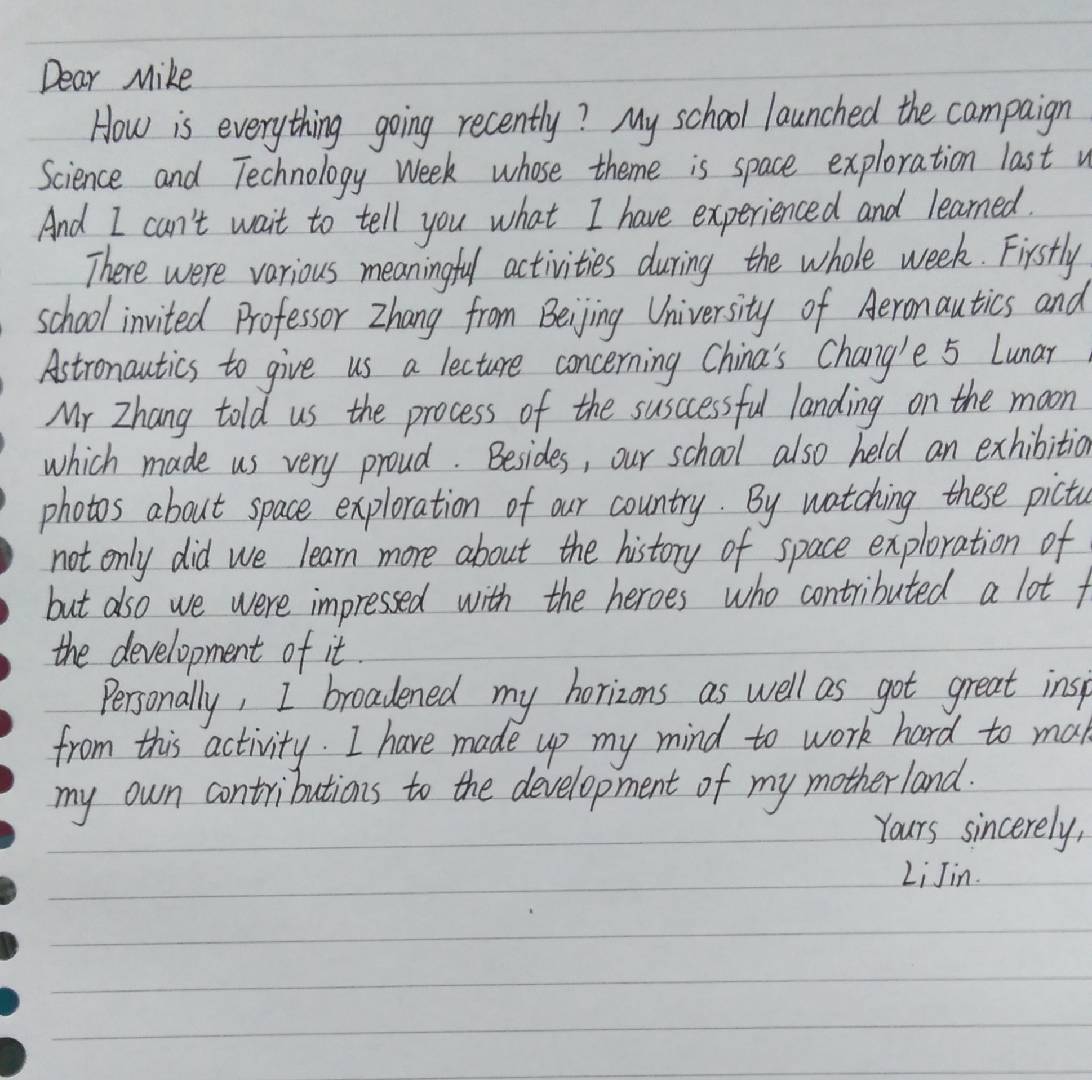 Dear Mike
How is everything going recently? My school launched the campaign
Science and Technology Week whose theme is space exploration last
And I can't wait to tell you what I have experienced and learned.
There were various meaningful activities during the whole week. Firstly
school invited Professor Zhang from Beijing University of Aeronautics and
Astronautics to give us a lecture concerning China's Chang'e 5 Lunar
Mr Zhang told us the process of the susccessful landing on the moon
which made us very proud. Besides, our school also held an exhibition
photos about space exploration of our country. By watching these
not only did we learn more about the history of space exploration of
but also we were impressed with the heroes who contributed a lot
the development of it.
Personally, I broadened my horizons as well as got great
from this activity. I have made up my mind to work hard to
my own contributions to the development of my motherland.
Yours sincerely,
Li Jin.